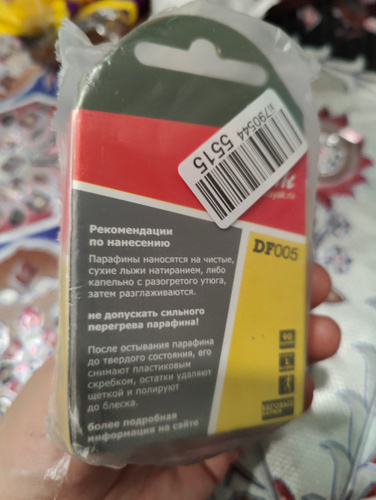 ii790544 5515
DF005
Рекомендации
по нанесению
Парафины наносятся на чистые,
сухие лыжи натиранием, либо
капельно с разогретого утюга,
затем разглаживаются.
не допускать сильного
перегрева парафина!
После остывания парафина
до твердого состояния, его
снимают пластиковым
скребком, остатки удаляют
щеткой и полируют
до блеска.
более подробная
информация на сайте
90